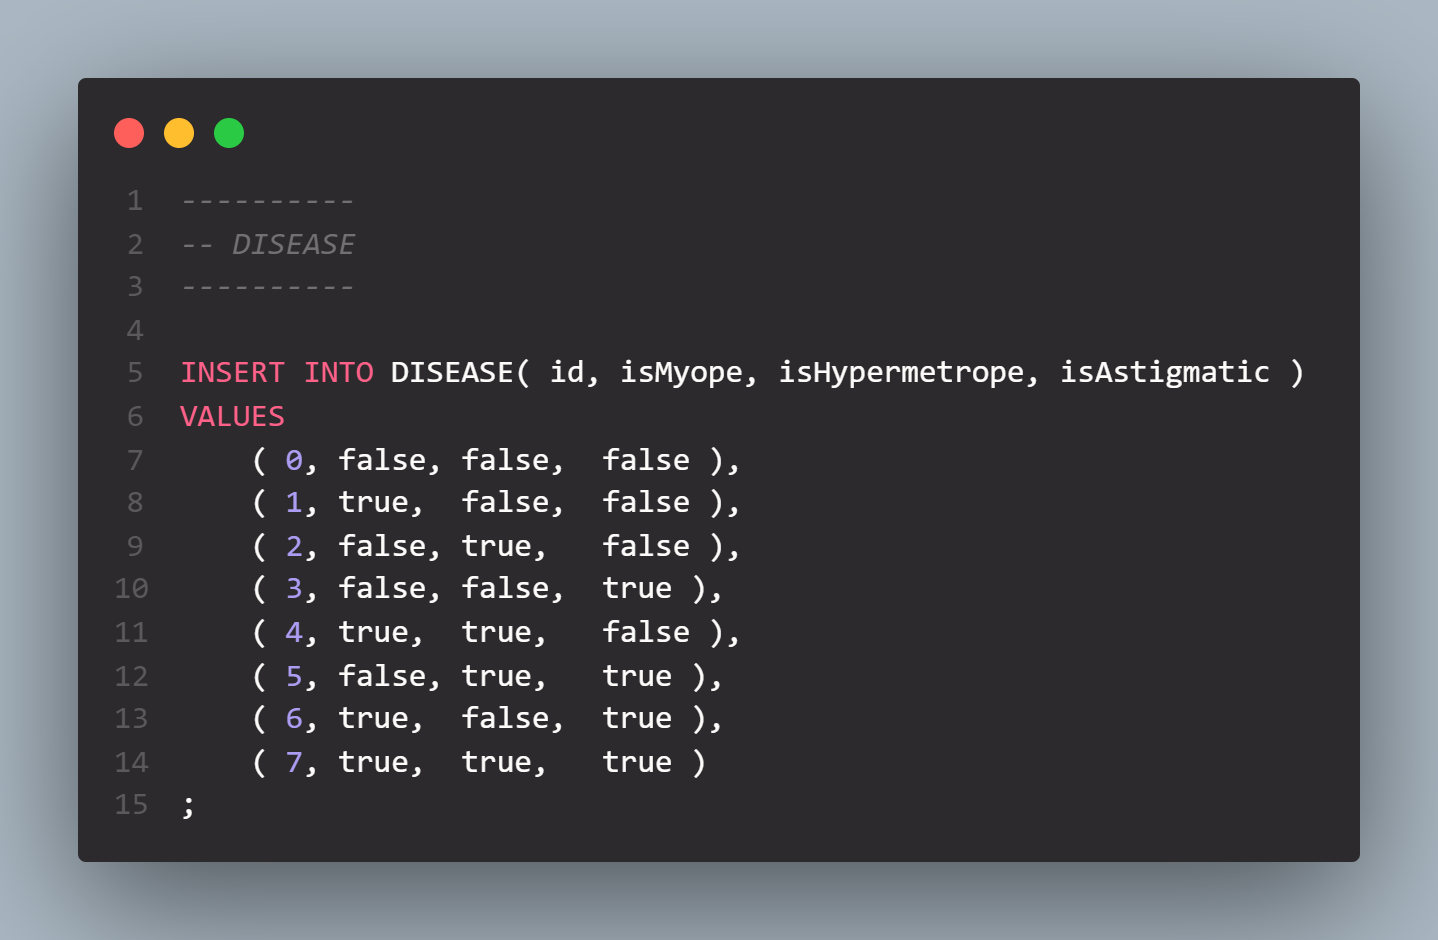 1 ----------
2 -- DISEASE
3 ----------
4
5 INSERT INTO DISEASE( id, isMyope, isHypermetrope, isAstigmatic )
6 VALUES
7     ( 0, false, false,  false ),
8     ( 1, true,  false,  false ),
9     ( 2, false, true,   false ),
10     ( 3, false, false,  true ),
11     ( 4, true,  true,   false ),
12     ( 5, false, true,   true ),
13     ( 6, true,  false,  true ),
14     ( 7, true,  true,   true )
15 ;